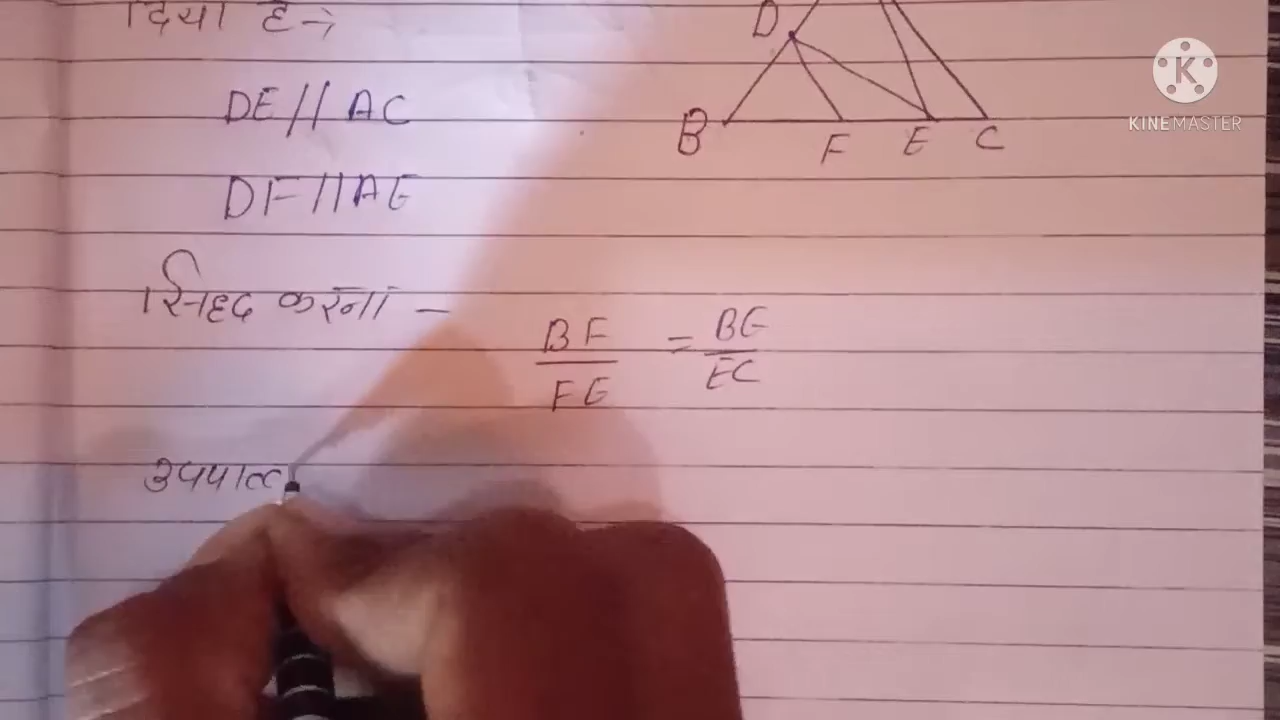 दिया है →
D
DE // AC
B F E C
DF // AE
सिद्द करना —
BF / FE = BE / EC
उपपत्त
K
KINEMASTER